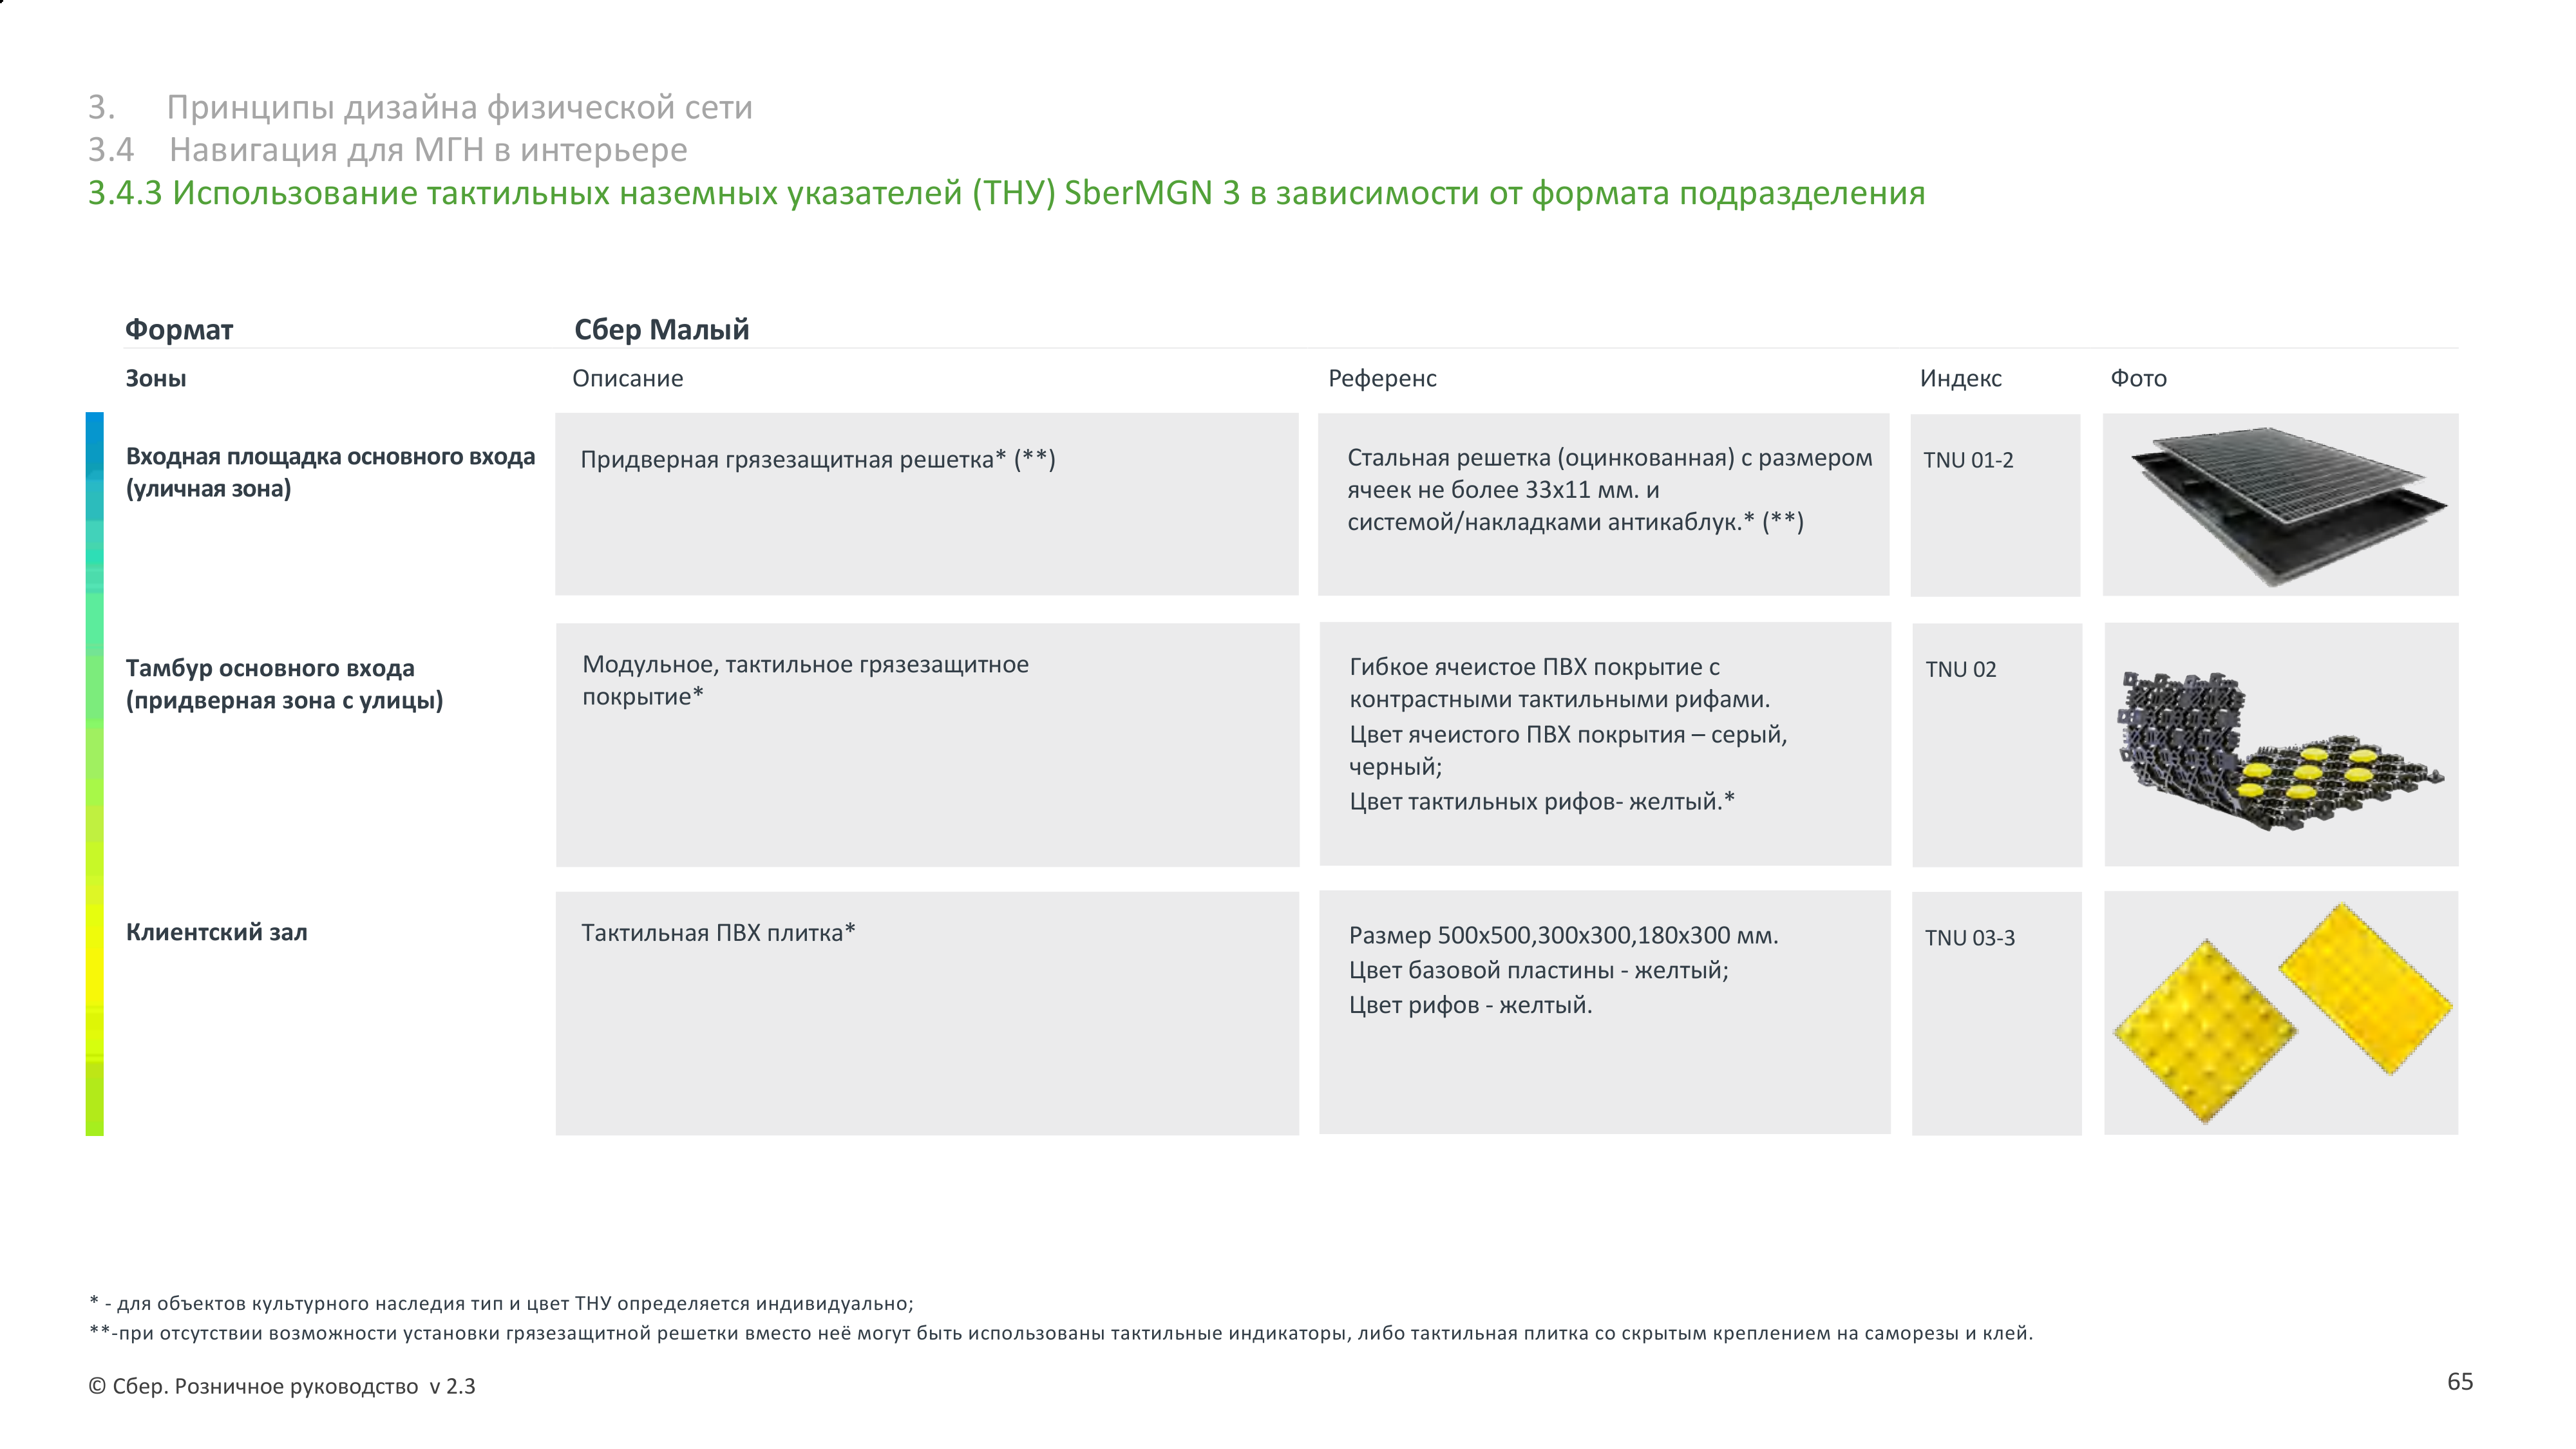 3. Принципы дизайна физической сети
3.4 Навигация для МГН в интерьере
3.4.3 Использование тактильных наземных указателей (ТНУ) SberMGN 3 в зависимости от формата подразделения
Формат
Сбер Малый
Зоны
Описание
Референс
Индекс
Фото
Входная площадка основного входа
(уличная зона)
Придверная грязезащитная решетка* (**)
Стальная решетка (оцинкованная) с размером
ячеек не более 33х11 мм. и
системой/накладками антикаблук.* (**)
TNU 01-2
Тамбур основного входа
(придверная зона с улицы)
Модульное, тактильное грязезащитное
покрытие*
Гибкое ячеистое ПВХ покрытие с
контрастными тактильными рифами.
Цвет ячеистого ПВХ покрытия – серый,
черный;
Цвет тактильных рифов- желтый.*
TNU 02
Клиентский зал
Тактильная ПВХ плитка*
Размер 500х500,300х300,180х300 мм.
Цвет базовой пластины - желтый;
Цвет рифов - желтый.
TNU 03-3
* - для объектов культурного наследия тип и цвет ТНУ определяется индивидуально;
**-при отсутствии возможности установки грязезащитной решетки вместо неё могут быть использованы тактильные индикаторы, либо тактильная плитка со скрытым креплением на саморезы и клей.
© Сбер. Розничное руководство v 2.3
65